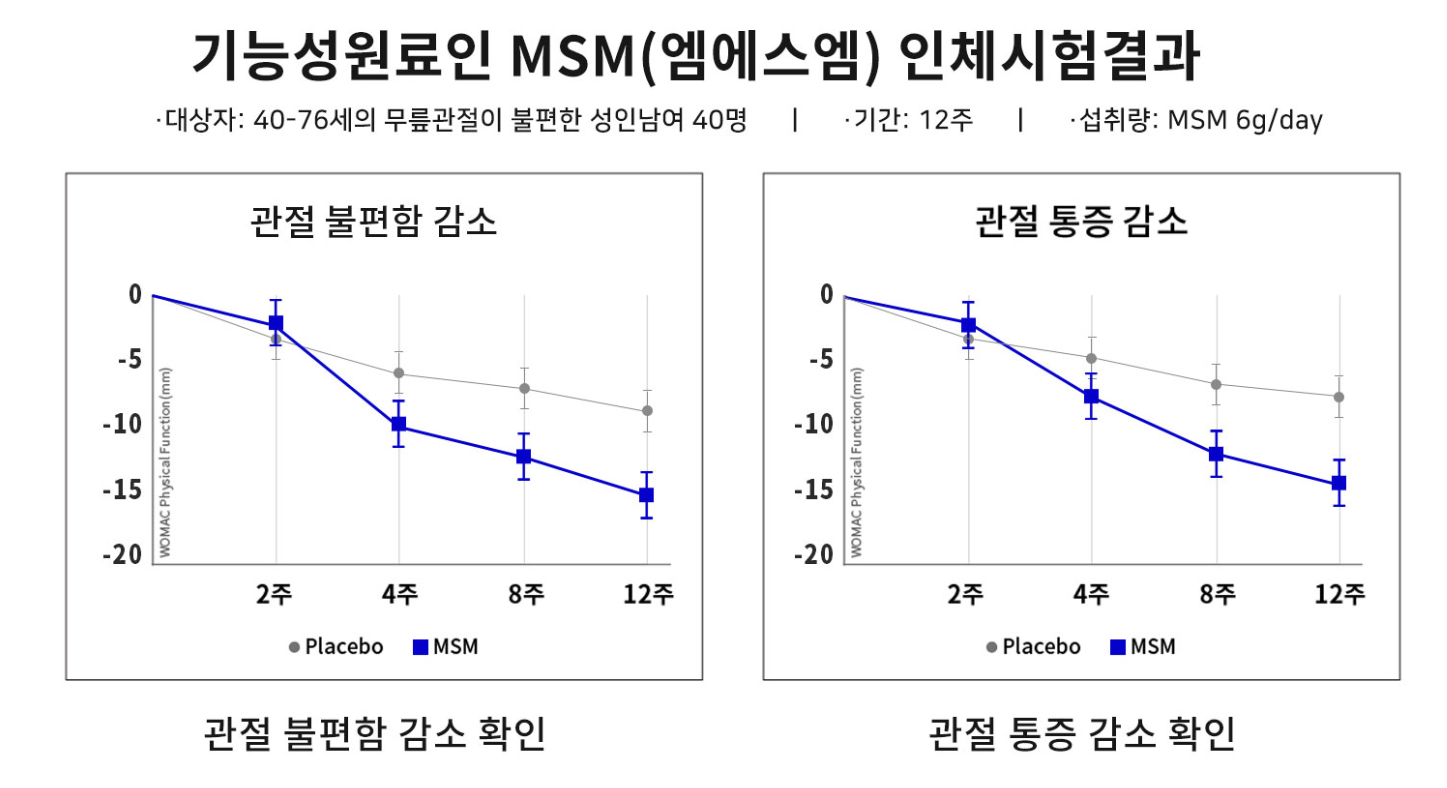 기능성원료인 MSM(엠에스엠) 인체시험결과
·대상자: 40-76세의 무릎관절이 불편한 성인남여 40명 | ·기간: 12주 | ·섭취량: MSM 6g/day
관절 불편함 감소
0
-5
-10
-15
-20
WOMAC Physical Function(mm)
2주 4주 8주 12주
Placebo MSM
관절 불편함 감소 확인
관절 통증 감소
0
-5
-10
-15
-20
WOMAC Physical Function(mm)
2주 4주 8주 12주
Placebo MSM
관절 통증 감소 확인